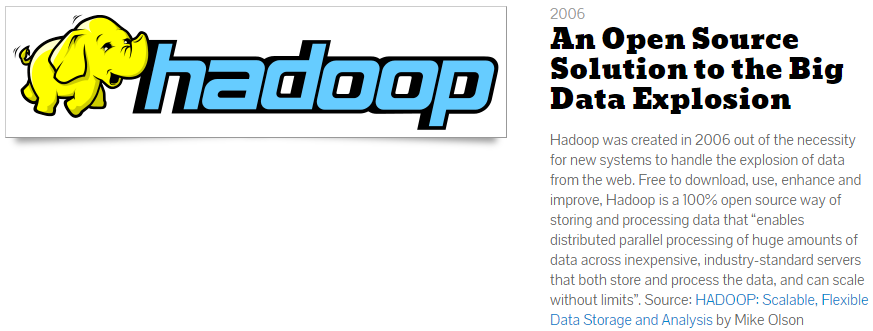 hadoop
2006
An Open Source
Solution to the Big
Data Explosion
Hadoop was created in 2006 out of the necessity
for new systems to handle the explosion of data
from the web. Free to download, use, enhance and
improve, Hadoop is a 100% open source way of
storing and processing data that “enables
distributed parallel processing of huge amounts of
data across inexpensive, industry-standard servers
that both store and process the data, and can scale
without limits”. Source: HADOOP: Scalable, Flexible
Data Storage and Analysis by Mike Olson